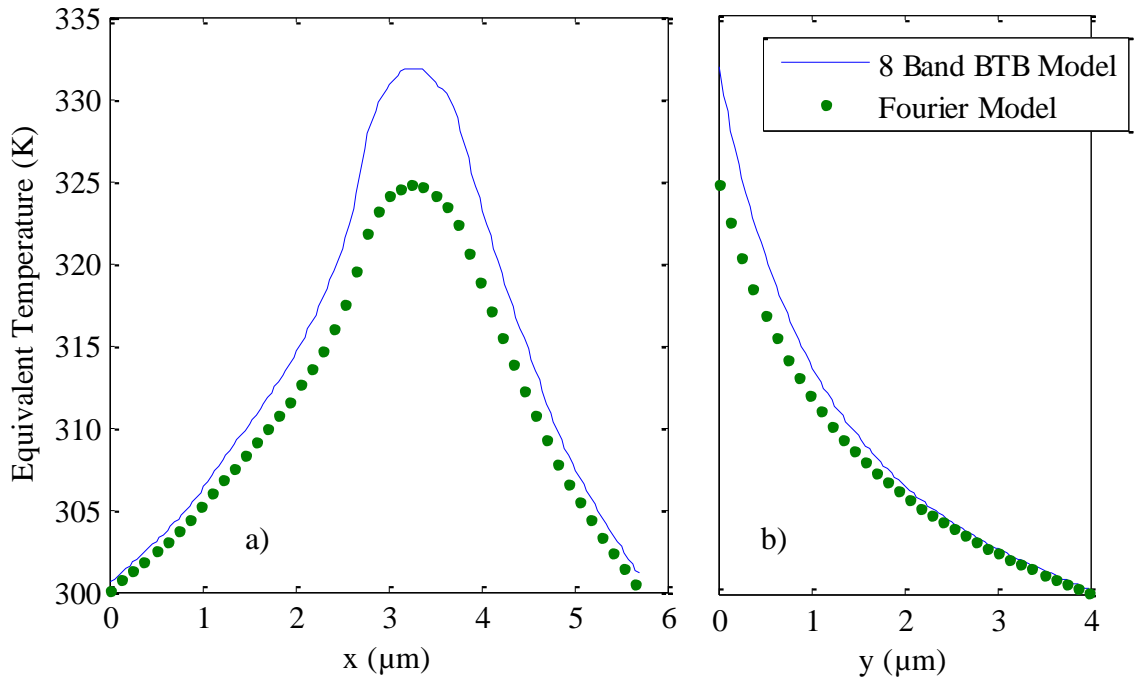 335
330
325
320
315
310
305
300
Equivalent Temperature (K)
0 1 2 3 4 5 6
x (µm)
a)
8 Band BTB Model
Fourier Model
b)
0 1 2 3 4
y (µm)